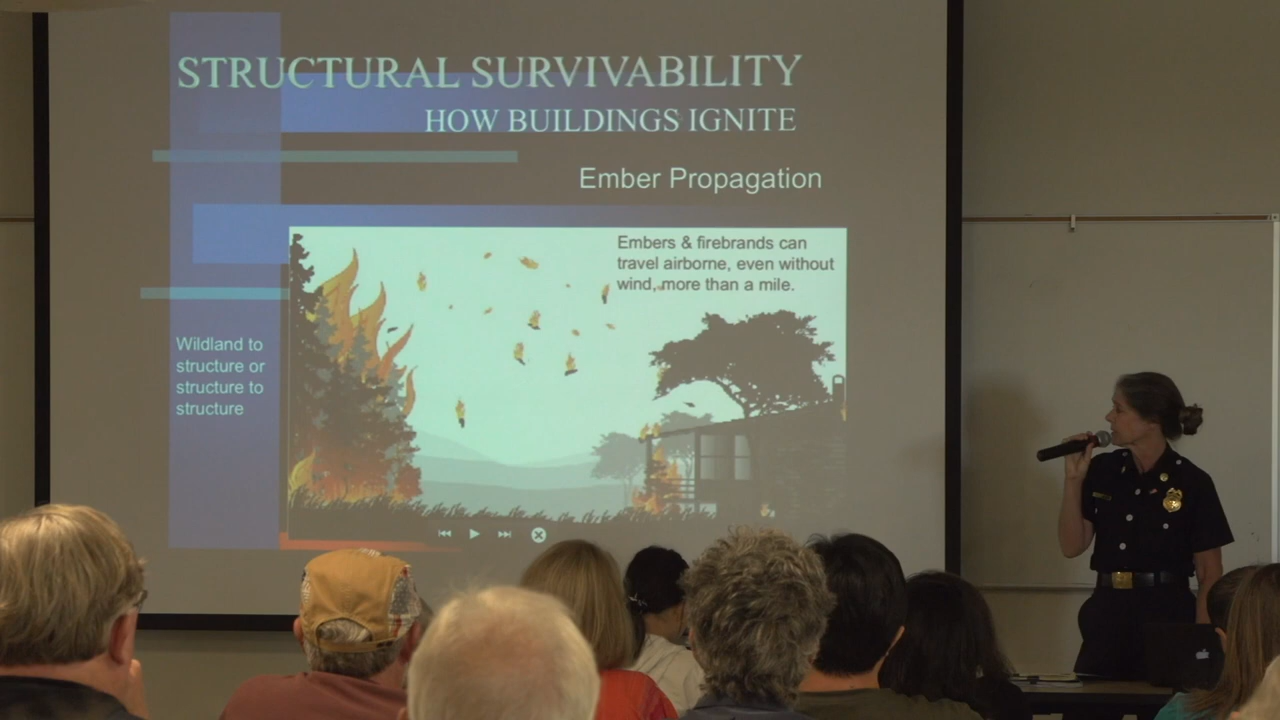 STRUCTURAL SURVIVABILITY
HOW BUILDINGS IGNITE
Ember Propagation
Embers & firebrands can
travel airborne, even without
wind, more than a mile.
Wildland to
structure or
structure to
structure